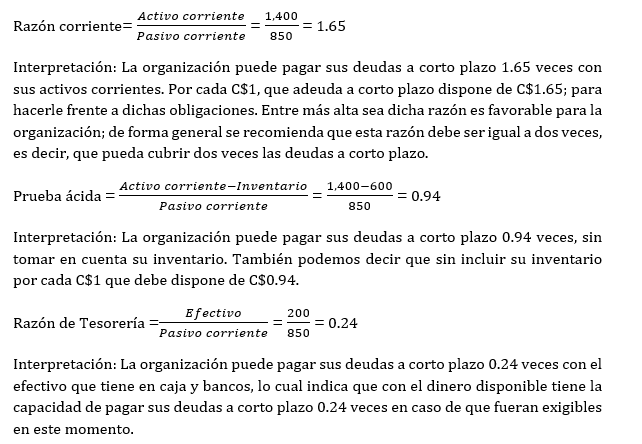 Razón corriente= Activo corriente / Pasivo corriente = 1,400 / 850 = 1.65
Interpretación: La organización puede pagar sus deudas a corto plazo 1.65 veces con
sus activos corrientes. Por cada C$1, que adeuda a corto plazo dispone de C$1.65; para
hacerle frente a dichas obligaciones. Entre más alta sea dicha razón es favorable para la
organización; de forma general se recomienda que esta razón debe ser igual a dos veces,
es decir, que pueda cubrir dos veces las deudas a corto plazo.
Prueba ácida = Activo corriente−Inventario / Pasivo corriente = 1,400−600 / 850 = 0.94
Interpretación: La organización puede pagar sus deudas a corto plazo 0.94 veces, sin
tomar en cuenta su inventario. También podemos decir que sin incluir su inventario
por cada C$1 que debe dispone de C$0.94.
Razón de Tesorería = Efectivo / Pasivo corriente = 200 / 850 = 0.24
Interpretación: La organización puede pagar sus deudas a corto plazo 0.24 veces con el
efectivo que tiene en caja y bancos, lo cual indica que con el dinero disponible tiene la
capacidad de pagar sus deudas a corto plazo 0.24 veces en caso de que fueran exigibles
en este momento.